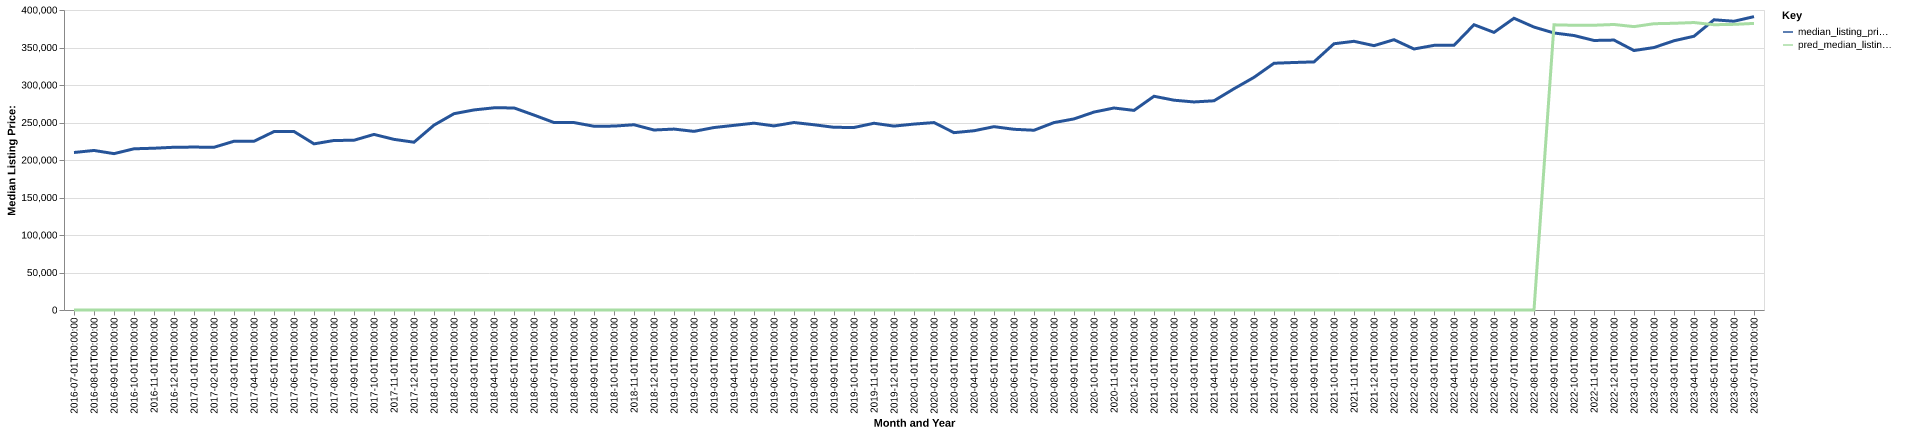 400,000
350,000
300,000
250,000
200,000
150,000
100,000
50,000
0
Median Listing Price:
2016-07-01T00:00:00
2016-08-01T00:00:00
2016-09-01T00:00:00
2016-10-01T00:00:00
2016-11-01T00:00:00
2016-12-01T00:00:00
2017-01-01T00:00:00
2017-02-01T00:00:00
2017-03-01T00:00:00
2017-04-01T00:00:00
2017-05-01T00:00:00
2017-06-01T00:00:00
2017-07-01T00:00:00
2017-08-01T00:00:00
2017-09-01T00:00:00
2017-10-01T00:00:00
2017-11-01T00:00:00
2017-12-01T00:00:00
2018-01-01T00:00:00
2018-02-01T00:00:00
2018-03-01T00:00:00
2018-04-01T00:00:00
2018-05-01T00:00:00
2018-06-01T00:00:00
2018-07-01T00:00:00
2018-08-01T00:00:00
2018-09-01T00:00:00
2018-10-01T00:00:00
2018-11-01T00:00:00
2018-12-01T00:00:00
2019-01-01T00:00:00
2019-02-01T00:00:00
2019-03-01T00:00:00
2019-04-01T00:00:00
2019-05-01T00:00:00
2019-06-01T00:00:00
2019-07-01T00:00:00
2019-08-01T00:00:00
2019-09-01T00:00:00
2019-10-01T00:00:00
2019-11-01T00:00:00
2019-12-01T00:00:00
2020-01-01T00:00:00
2020-02-01T00:00:00
2020-03-01T00:00:00
2020-04-01T00:00:00
2020-05-01T00:00:00
2020-06-01T00:00:00
2020-07-01T00:00:00
2020-08-01T00:00:00
2020-09-01T00:00:00
2020-10-01T00:00:00
2020-11-01T00:00:00
2020-12-01T00:00:00
2021-01-01T00:00:00
2021-02-01T00:00:00
2021-03-01T00:00:00
2021-04-01T00:00:00
2021-05-01T00:00:00
2021-06-01T00:00:00
2021-07-01T00:00:00
2021-08-01T00:00:00
2021-09-01T00:00:00
2021-10-01T00:00:00
2021-11-01T00:00:00
2021-12-01T00:00:00
2022-01-01T00:00:00
2022-02-01T00:00:00
2022-03-01T00:00:00
2022-04-01T00:00:00
2022-05-01T00:00:00
2022-06-01T00:00:00
2022-07-01T00:00:00
2022-08-01T00:00:00
2022-09-01T00:00:00
2022-10-01T00:00:00
2022-11-01T00:00:00
2022-12-01T00:00:00
2023-01-01T00:00:00
2023-02-01T00:00:00
2023-03-01T00:00:00
2023-04-01T00:00:00
2023-05-01T00:00:00
2023-06-01T00:00:00
2023-07-01T00:00:00
Month and Year
Key
median_listing_pri…
pred_median_listin…